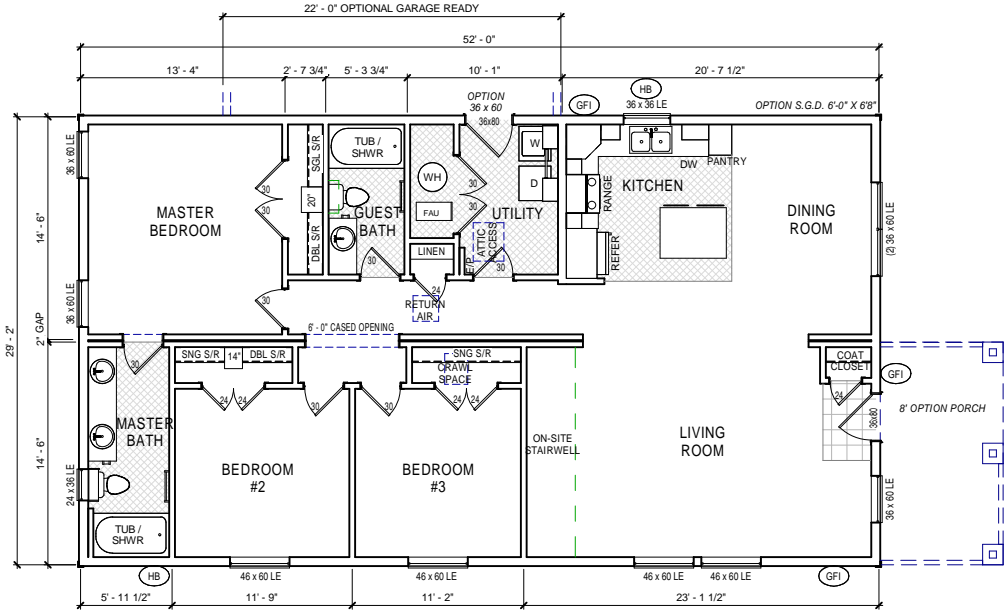 22' - 0" OPTIONAL GARAGE READY
52' - 0"
13' - 4"
2' - 7 3/4"
5' - 3 3/4"
10' - 1"
20' - 7 1/2"
OPTION
36 x 60
36x80
GFI
HB
36 x 36 LE
OPTION S.G.D. 6'-0" X 6'8"
29' - 2"
14' - 6"
2" GAP
14' - 6"
36 x 60 LE
36 x 60 LE
24 x 36 LE
MASTER
BEDROOM
30
30
30
SGL S/R
20"
DBL S/R
TUB /
SHWR
GUEST
BATH
30
WH
FAU
30
30
UTILITY
W
D
LINEN
24
E/P
ATTIC
ACCESS
30
RETURN
AIR
KITCHEN
RANGE
REFER
DW
PANTRY
DINING
ROOM
(2) 36 x 60 LE
6' - 0" CASED OPENING
30
MASTER
BATH
TUB /
SHWR
SNG S/R
14"
DBL S/R
24
24
30
BEDROOM
#2
SNG S/R
CRAWL
SPACE
30
24
24
BEDROOM
#3
ON-SITE
STAIRWELL
LIVING
ROOM
COAT
CLOSET
24
36x80
GFI
8' OPTION PORCH
36 x 60 LE
HB
46 x 60 LE
46 x 60 LE
46 x 60 LE
46 x 60 LE
GFI
5' - 11 1/2"
11' - 9"
11' - 2"
23' - 1 1/2"